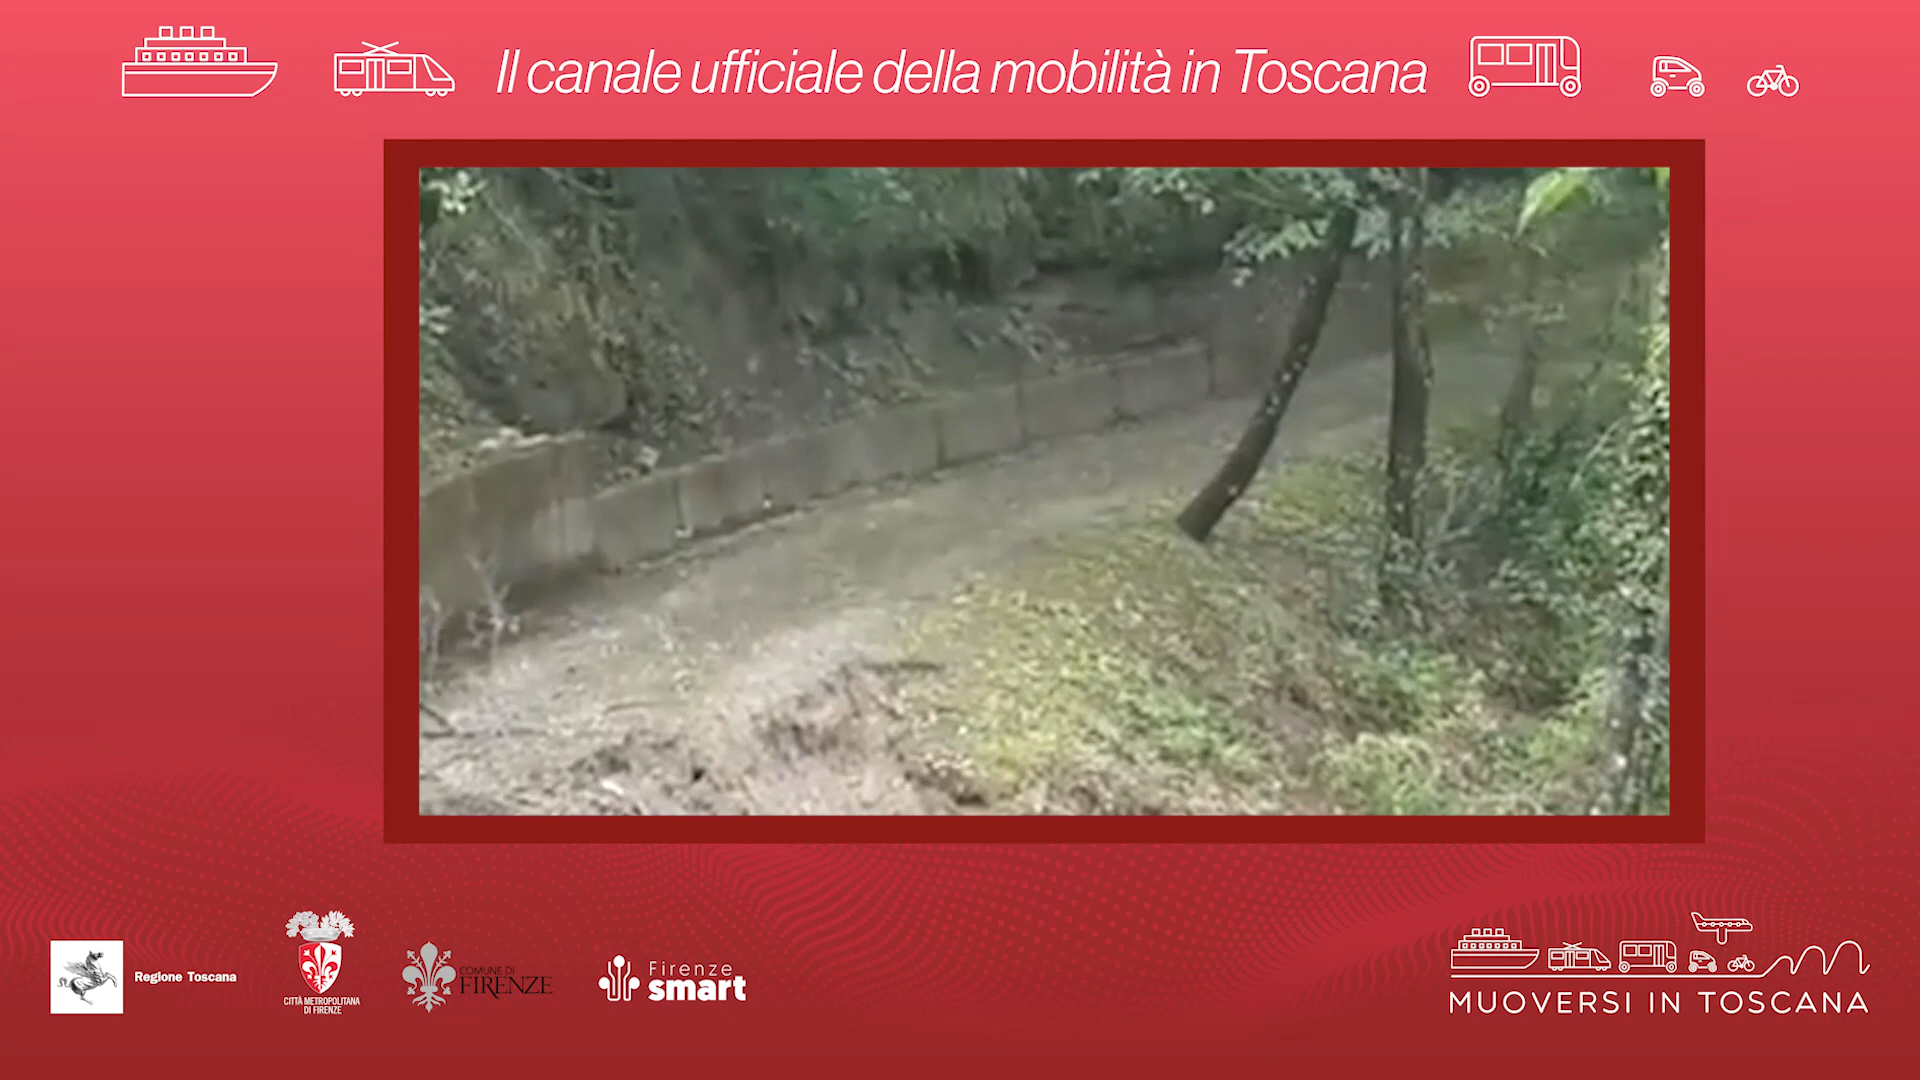 Il canale ufficiale della mobilità in Toscana
Regione Toscana
CITTÀ METROPOLITANA
DI FIRENZE
COMUNE DI
FIRENZE
Firenze
smart
MUOVERSI IN TOSCANA